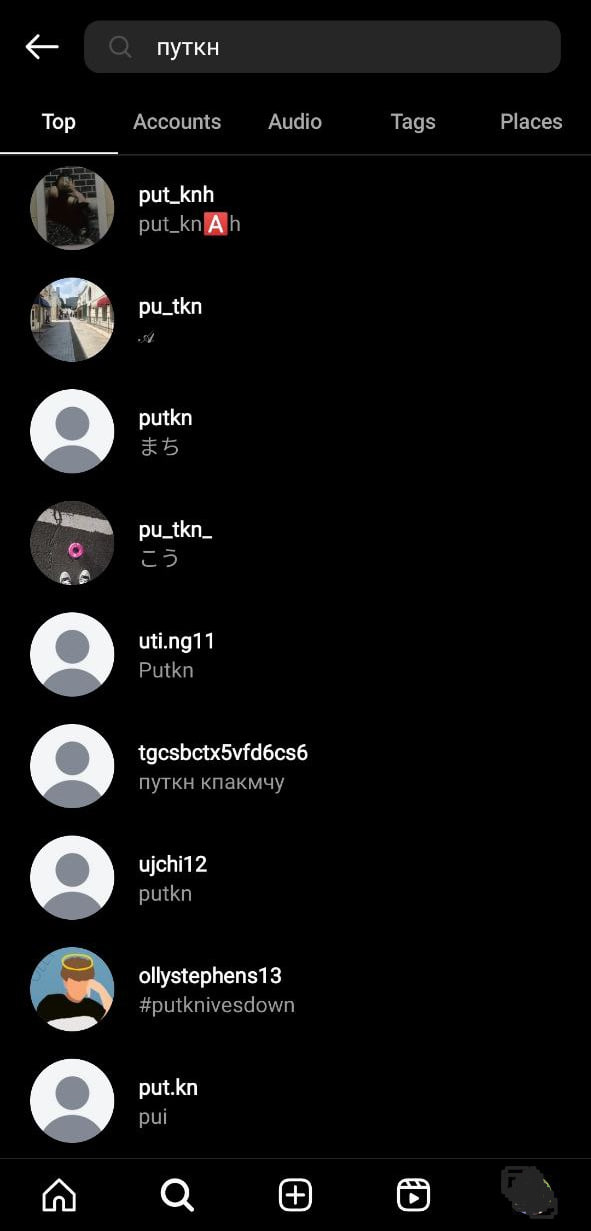 путкн
Top Accounts Audio Tags Places
put_knh
put_kn🅰️h
pu_tkn
𝒜
putkn
まち
pu_tkn_
こう
uti.ng11
Putkn
tgcsbctx5vfd6cs6
путкн кпакмчу
ujchi12
putkn
ollystephens13
#putknivesdown
put.kn
pui